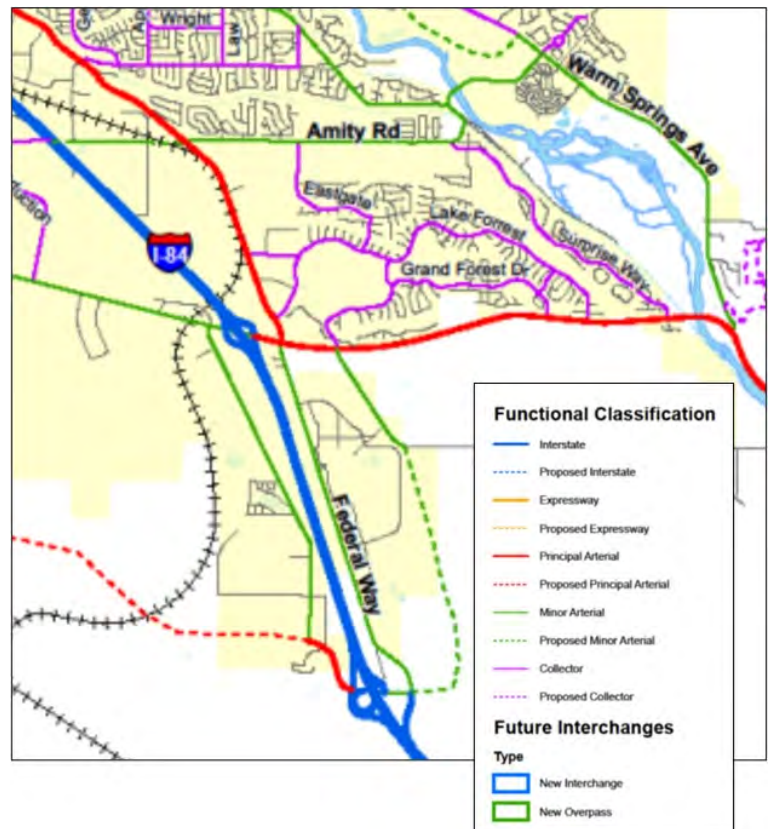 Wright
Law
Warm Springs Ave
Amity Rd
Eastgate
Lake Forrest
Surprise Way
I-84
Grand Forest Dr
Federal Way
Functional Classification
Interstate
Proposed Interstate
Expressway
Proposed Expressway
Principal Arterial
Proposed Principal Arterial
Minor Arterial
Proposed Minor Arterial
Collector
Proposed Collector
Future Interchanges
Type
New Interchange
New Overpass